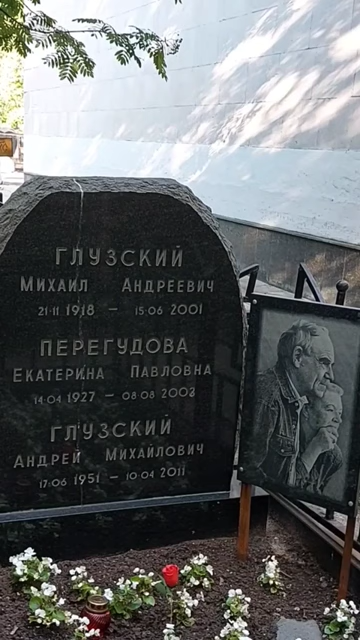 ГЛУЗСКИЙ
МИХАИЛ АНДРЕЕВИЧ
21·11 1918 — 15·06 2001
ПЕРЕГУДОВА
ЕКАТЕРИНА ПАВЛОВНА
14·04 1927 — 08·08 2002
ГЛУЗСКИЙ
АНДРЕЙ МИХАЙЛОВИЧ
17·06 1951 — 10·04 2011